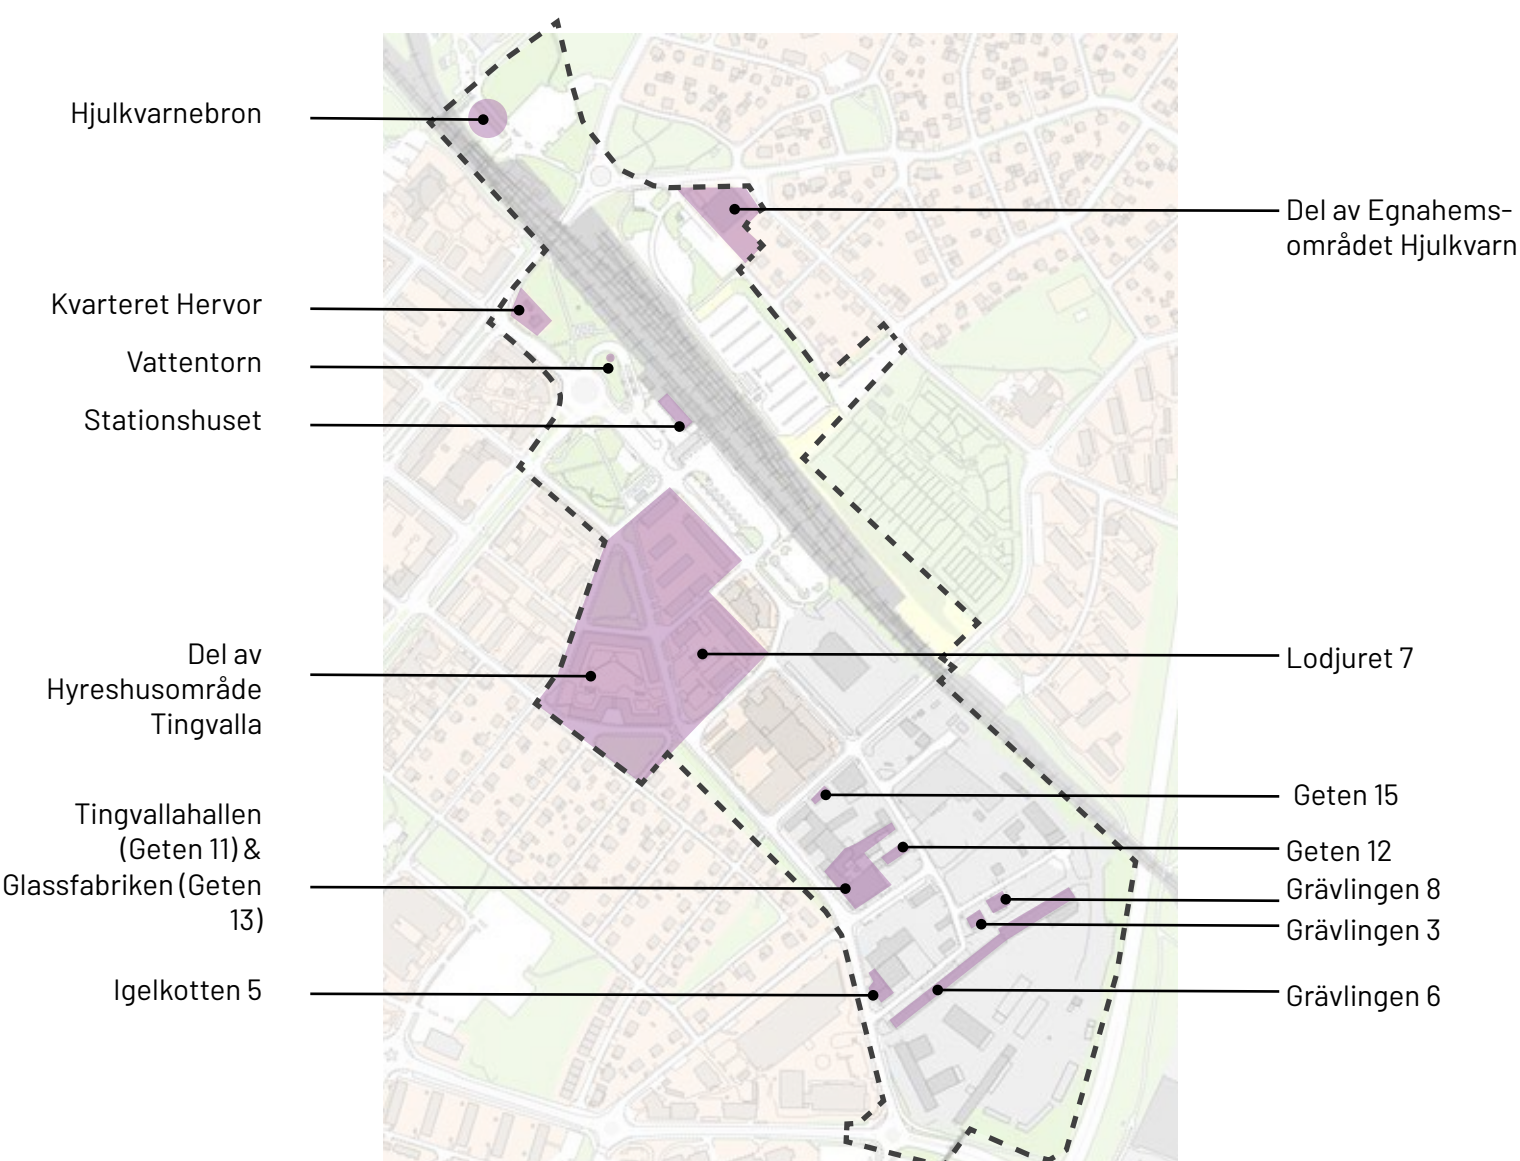 Hjulkvarnebron
Kvarteret Hervor
Vattentorn
Stationshuset
Del av
Hyreshusområde
Tingvalla
Tingvallahallen
(Geten 11) &
Glassfabriken (Geten
13)
Igelkotten 5
Del av Egnahems-
området Hjulkvarn
Lodjuret 7
Geten 15
Geten 12
Grävlingen 8
Grävlingen 3
Grävlingen 6